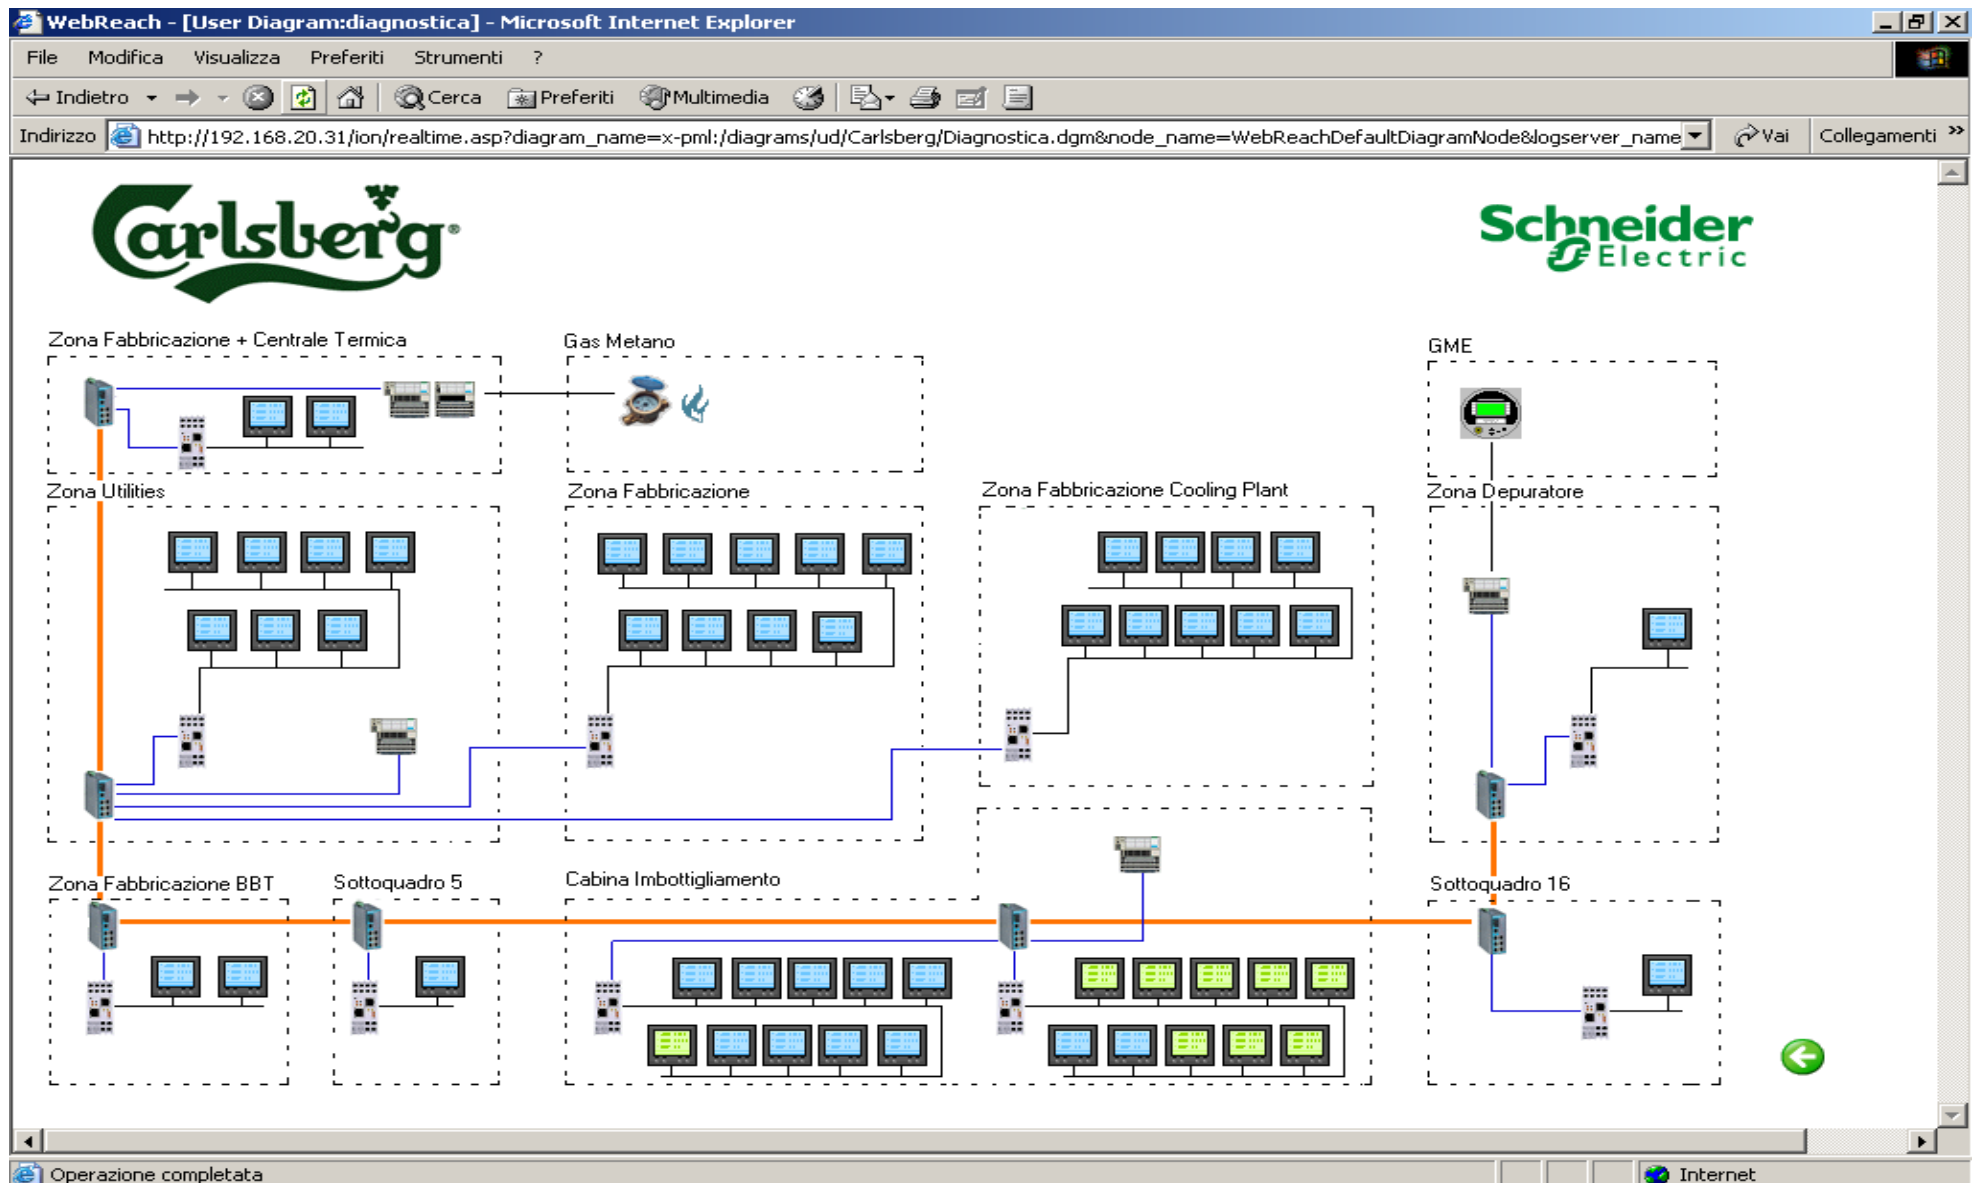 WebReach - [User Diagram:diagnostica] - Microsoft Internet Explorer
File Modifica Visualizza Preferiti Strumenti ?
Indietro Cerca Preferiti Multimedia
Indirizzo http://192.168.20.31/ion/realtime.asp?diagram_name=x-pml:/diagrams/ud/Carlsberg/Diagnostica.dgm&node_name=WebReachDefaultDiagramNode&logserver_name Vai Collegamenti »
Carlsberg®
Schneider
Electric
Zona Fabbricazione + Centrale Termica
Gas Metano
GME
Zona Utilities
Zona Fabbricazione
Zona Fabbricazione Cooling Plant
Zona Depuratore
Zona Fabbricazione BBT
Sottoquadro 5
Cabina Imbottigliamento
Sottoquadro 16
Operazione completata
Internet